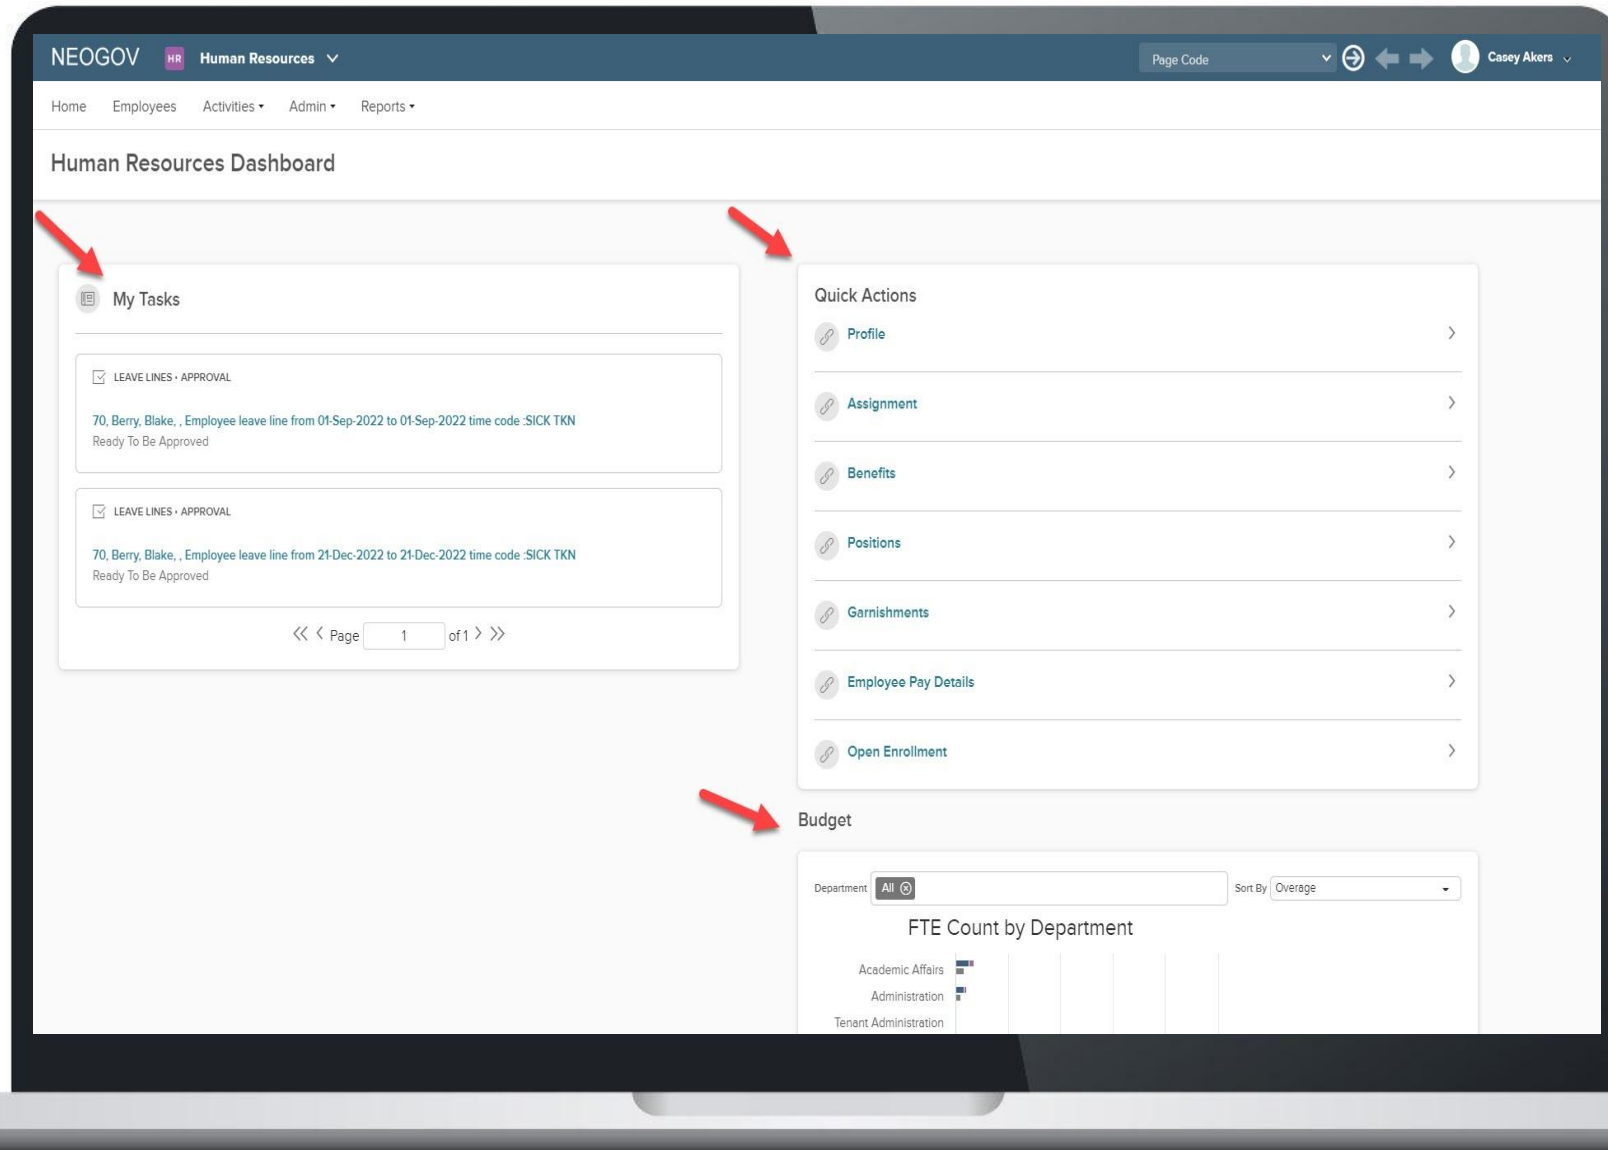 NEOGOV HR Human Resources Page Code Casey Akers
Home Employees Activities Admin Reports
Human Resources Dashboard
My Tasks
LEAVE LINES • APPROVAL
70, Berry, Blake, , Employee leave line from 01-Sep-2022 to 01-Sep-2022 time code :SICK TKN
Ready To Be Approved
LEAVE LINES • APPROVAL
70, Berry, Blake, , Employee leave line from 21-Dec-2022 to 21-Dec-2022 time code :SICK TKN
Ready To Be Approved
Page 1 of 1
Quick Actions
Profile
Assignment
Benefits
Positions
Garnishments
Employee Pay Details
Open Enrollment
Budget
Department All Sort By Overage
FTE Count by Department
Academic Affairs
Administration
Tenant Administration